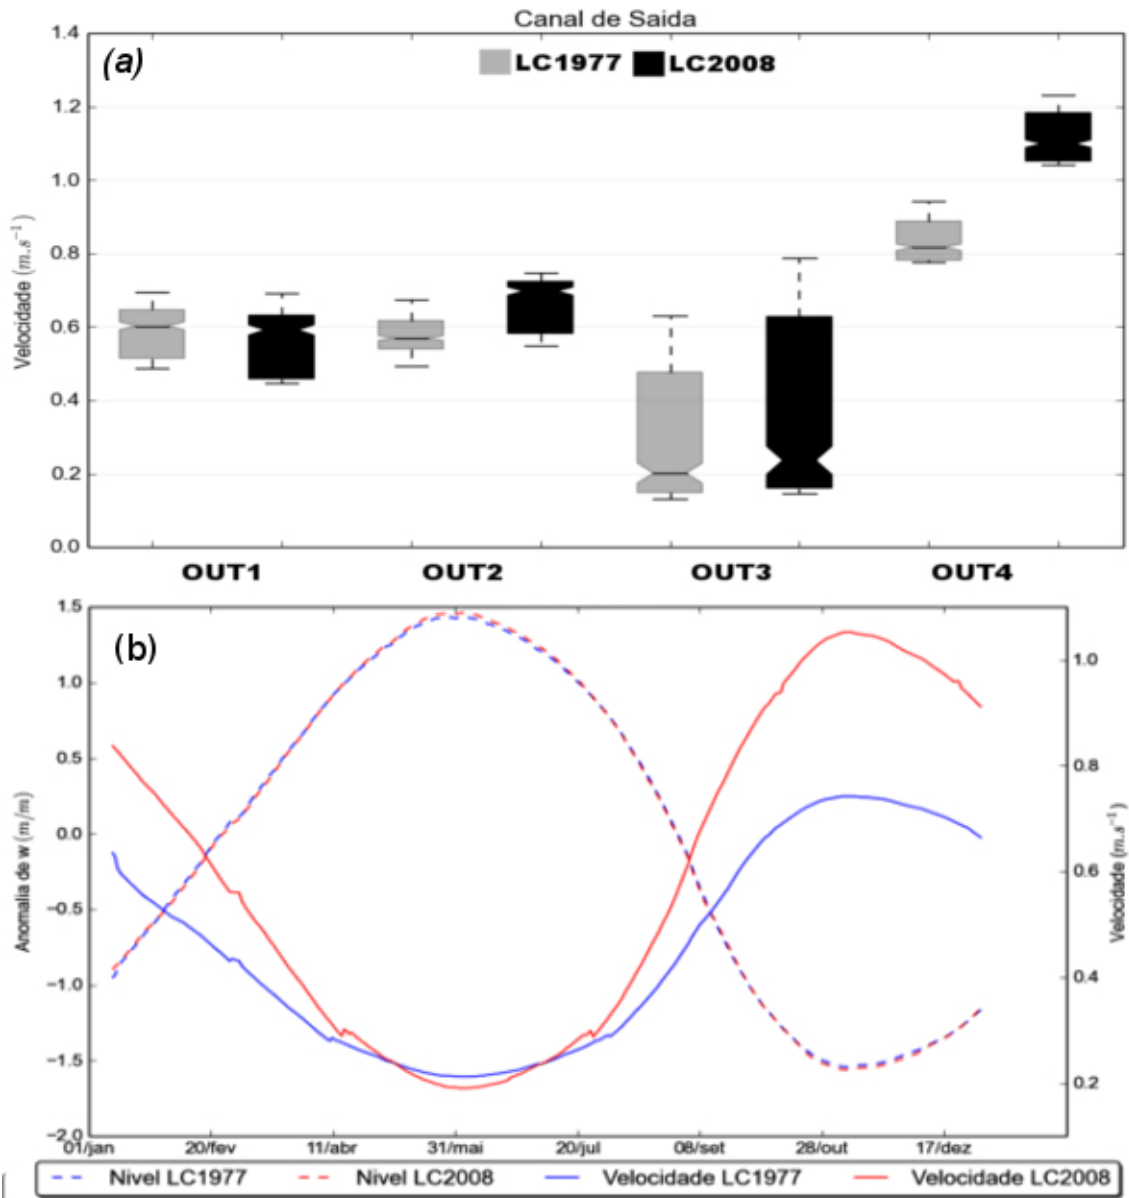 Canal de Saida
(a)
LC1977 LC2008
1.4
1.2
1.0
0.8
0.6
0.4
0.2
0.0
Velocidade (m.s⁻¹)
OUT1 OUT2 OUT3 OUT4
(b)
1.5
1.0
0.5
0.0
−0.5
−1.0
−1.5
−2.0
Anomalia de w (m/m)
1.0
0.8
0.6
0.4
0.2
Velocidade (m.s⁻¹)
01/jan 20/fev 11/abr 31/mai 20/jul 08/set 28/out 17/dez
Nivel LC1977 Nivel LC2008 Velocidade LC1977 Velocidade LC2008